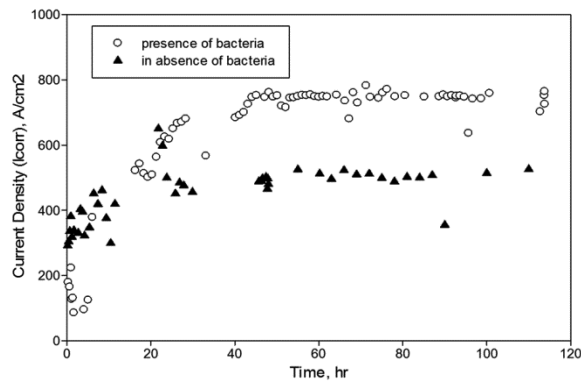 presence of bacteria
in absence of bacteria
Current Density (Icorr), A/cm2
1000
800
600
400
200
0
0 20 40 60 80 100 120
Time, hr